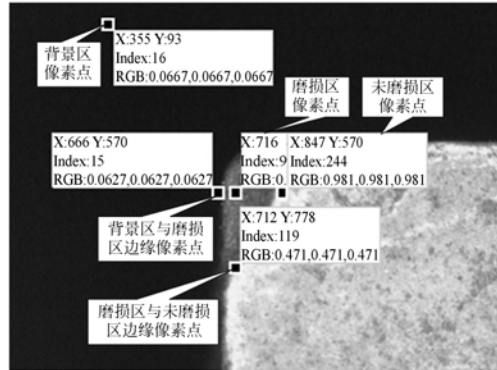 背景区
像素点
X:355 Y:93
Index:16
RGB:0.0667,0.0667,0.0667
磨损区
像素点
未磨损区
像素点
X:666 Y:570
Index:15
RGB:0.0627,0.0627,0.0627
X:716
Index:9
RGB:0.
X:847 Y:570
Index:244
RGB:0.981,0.981,0.981
背景区与磨损
区边缘像素点
X:712 Y:778
Index:119
RGB:0.471,0.471,0.471
磨损区与未磨损
区边缘像素点